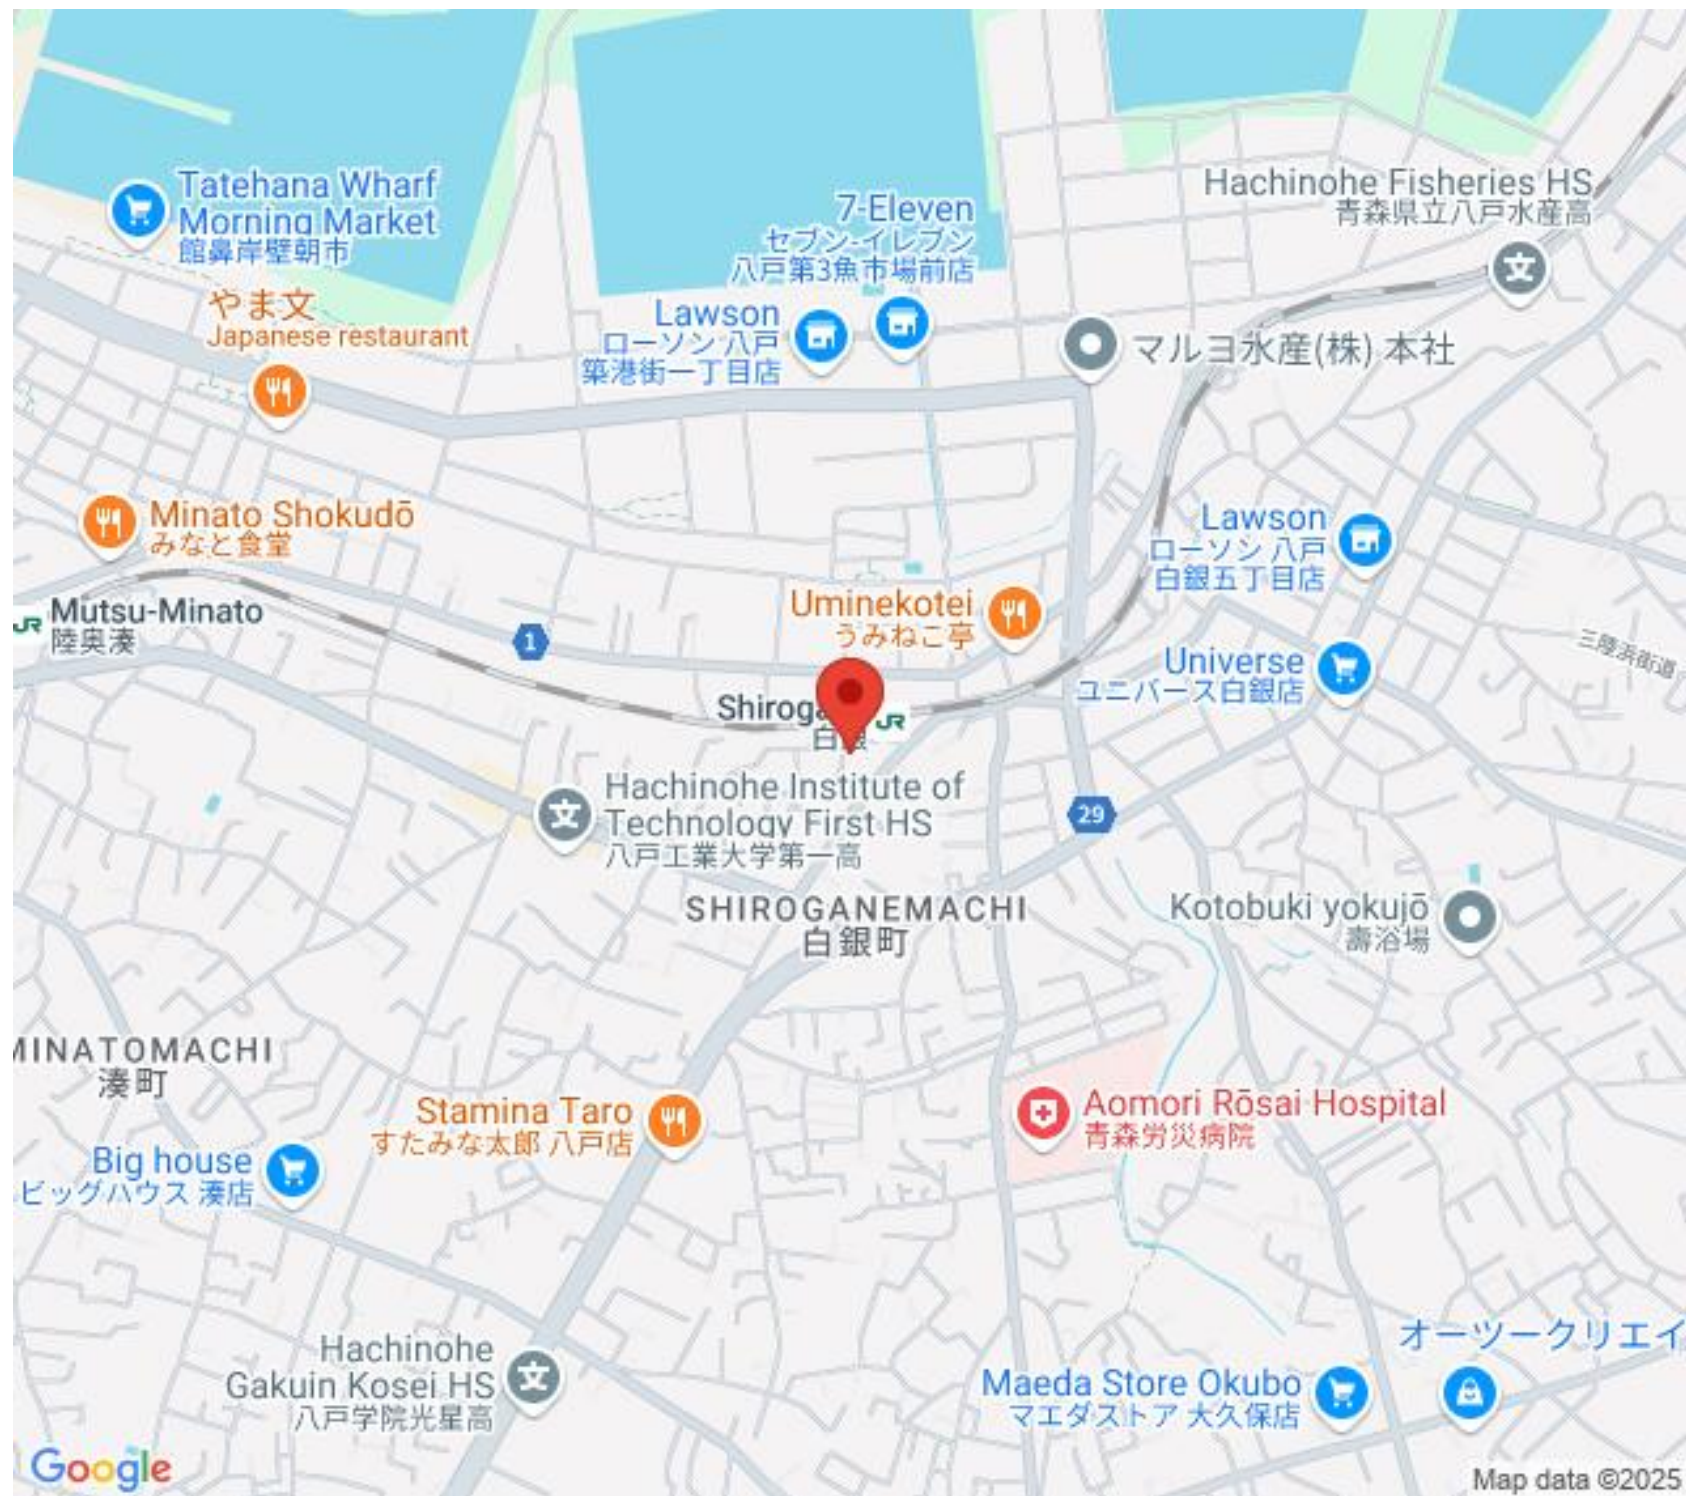 Tatehana Wharf
Morning Market
館鼻岸壁朝市
Hachinohe Fisheries HS
青森県立八戸水産高
7-Eleven
セブン-イレブン
八戸第3魚市場前店
やま文
Japanese restaurant
Lawson
ローソン 八戸
築港街一丁目店
マルヨ水産(株) 本社
Minato Shokudō
みなと食堂
Lawson
ローソン 八戸
白銀五丁目店
JR Mutsu-Minato
陸奥湊
Uminekotei
うみねこ亭
1
三陸浜街道
Universe
ユニバース白銀店
JR
白
Hachinohe Institute of
Technology First HS
八戸工業大学第一高
29
SHIROGANEMACHI
白銀町
Kotobuki yokujō
壽浴場
MINATOMACHI
湊町
Stamina Taro
すたみな太郎 八戸店
Aomori Rōsai Hospital
青森労災病院
Big house
ビッグハウス 湊店
Hachinohe
Gakuin Kosei HS
八戸学院光星高
オーツークリエイ
Maeda Store Okubo
マエダストア 大久保店
Google
Map data ©2025